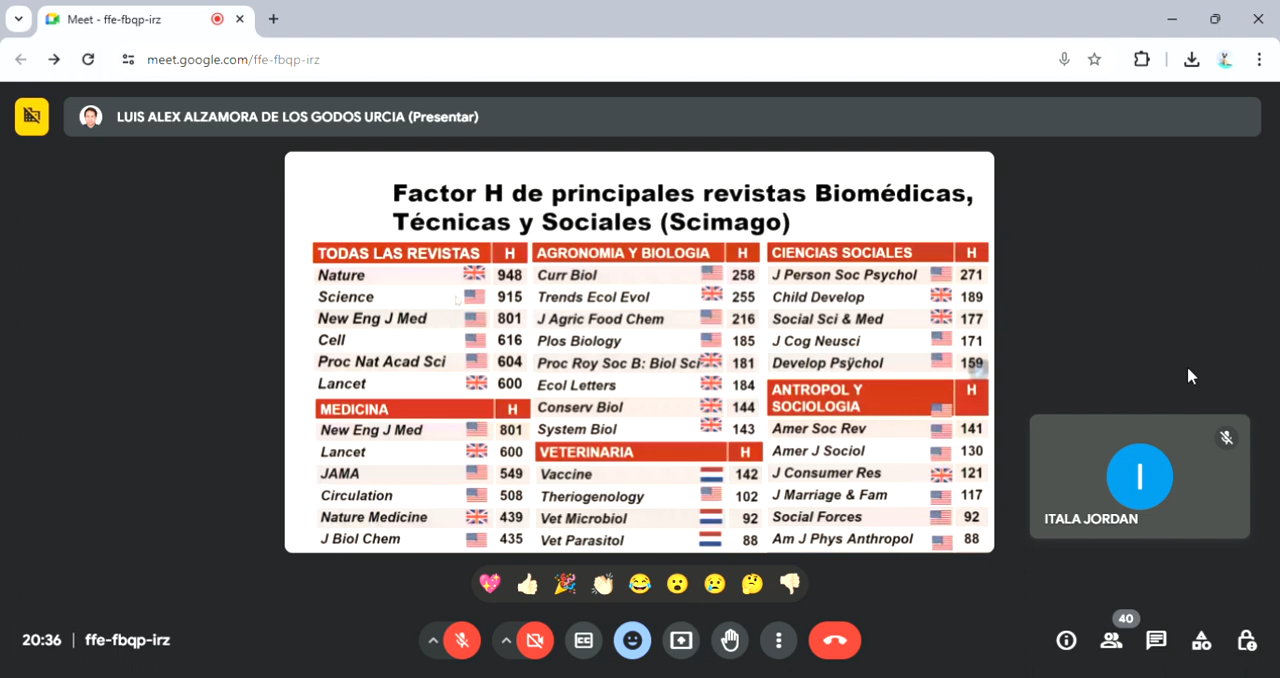 Meet - ffe-fbqp-irz
meet.google.com/ffe-fbqp-irz
LUIS ALEX ALZAMORA DE LOS GODOS URCIA (Presentar)
Factor H de principales revistas Biomédicas,
Técnicas y Sociales (Scimago)
TODAS LAS REVISTAS H
Nature 948
Science 915
New Eng J Med 801
Cell 616
Proc Nat Acad Sci 604
Lancet 600
MEDICINA H
New Eng J Med 801
Lancet 600
JAMA 549
Circulation 508
Nature Medicine 439
J Biol Chem 435
AGRONOMIA Y BIOLOGIA H
Curr Biol 258
Trends Ecol Evol 255
J Agric Food Chem 216
Plos Biology 185
Proc Roy Soc B: Biol Sci 181
Ecol Letters 184
Conserv Biol 144
System Biol 143
VETERINARIA H
Vaccine 142
Theriogenology 102
Vet Microbiol 92
Vet Parasitol 88
CIENCIAS SOCIALES H
J Person Soc Psychol 271
Child Develop 189
Social Sci & Med 177
J Cog Neusci 171
Develop Psÿchol 159
ANTROPOL Y H
SOCIOLOGIA
Amer Soc Rev 141
Amer J Sociol 130
J Consumer Res 121
J Marriage & Fam 117
Social Forces 92
Am J Phys Anthropol 88
I
ITALA JORDAN
20:36 | ffe-fbqp-irz
40